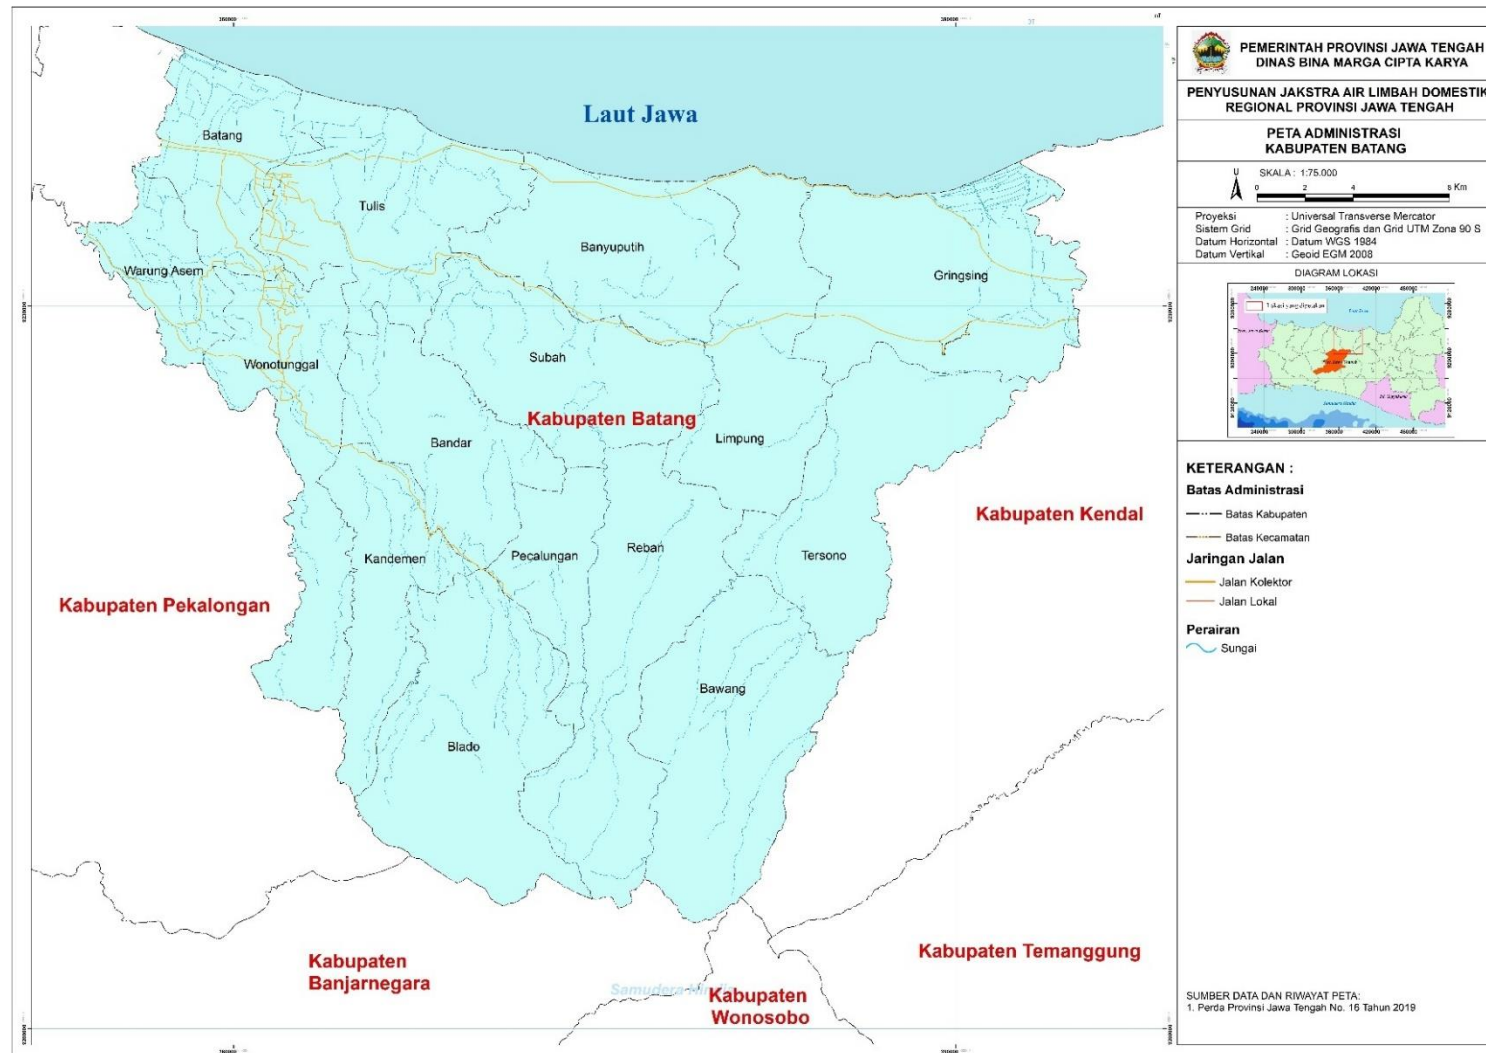 Laut Jawa
Batang
Tulis
Banyuputih
Warung Asem
Gringsing
Wonotunggal
Subah
Kabupaten Batang
Bandar
Limpung
Kabupaten Kendal
Kandemen
Pecalungan
Reban
Tersono
Kabupaten Pekalongan
Bawang
Blado
Kabupaten
Banjarnegara
Kabupaten Temanggung
Samudera
Kabupaten
Wonosobo
PEMERINTAH PROVINSI JAWA TENGAH
DINAS BINA MARGA CIPTA KARYA
PENYUSUNAN JAKSTRA AIR LIMBAH DOMESTIK
REGIONAL PROVINSI JAWA TENGAH
PETA ADMINISTRASI
KABUPATEN BATANG
U
SKALA : 1:75.000
0 2 4 8 Km
Proyeksi : Universal Transverse Mercator
Sistem Grid : Grid Geografis dan Grid UTM Zona 90 S
Datum Horizontal : Datum WGS 1984
Datum Vertikal : Geoid EGM 2008
DIAGRAM LOKASI
KETERANGAN :
Batas Administrasi
Batas Kabupaten
Batas Kecamatan
Jaringan Jalan
Jalan Kolektor
Jalan Lokal
Perairan
Sungai
SUMBER DATA DAN RIWAYAT PETA:
1. Perda Provinsi Jawa Tengah No. 16 Tahun 2019